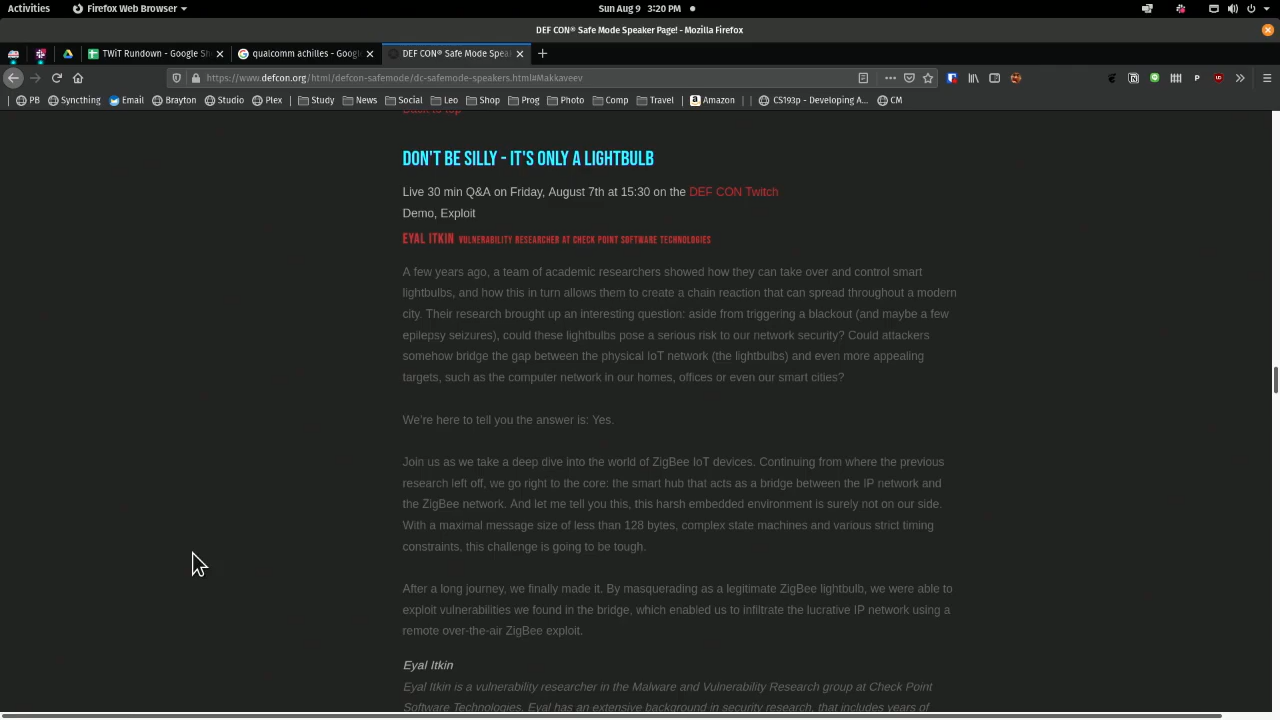 Activities Firefox Web Browser Sun Aug 9 3:20 PM
DEF CON® Safe Mode Speaker Page! - Mozilla Firefox
TWiT Rundown - Google Sh qualcomm achilles - Googl DEF CON® Safe Mode Speak
https://www.defcon.org/html/defcon-safemode/dc-safemode-speakers.html#Makkaveev
PB Syncthing Email Brayton Studio Plex Study News Social Leo Shop Prog Photo Comp Travel Amazon CS193p - Developing A... CM
Back to top
DON'T BE SILLY - IT'S ONLY A LIGHTBULB
Live 30 min Q&A on Friday, August 7th at 15:30 on the DEF CON Twitch
Demo, Exploit
EYAL ITKIN VULNERABILITY RESEARCHER AT CHECK POINT SOFTWARE TECHNOLOGIES
A few years ago, a team of academic researchers showed how they can take over and control smart
lightbulbs, and how this in turn allows them to create a chain reaction that can spread throughout a modern
city. Their research brought up an interesting question: aside from triggering a blackout (and maybe a few
epilepsy seizures), could these lightbulbs pose a serious risk to our network security? Could attackers
somehow bridge the gap between the physical IoT network (the lightbulbs) and even more appealing
targets, such as the computer network in our homes, offices or even our smart cities?
We're here to tell you the answer is: Yes.
Join us as we take a deep dive into the world of ZigBee IoT devices. Continuing from where the previous
research left off, we go right to the core: the smart hub that acts as a bridge between the IP network and
the ZigBee network. And let me tell you this, this harsh embedded environment is surely not on our side.
With a maximal message size of less than 128 bytes, complex state machines and various strict timing
constraints, this challenge is going to be tough.
After a long journey, we finally made it. By masquerading as a legitimate ZigBee lightbulb, we were able to
exploit vulnerabilities we found in the bridge, which enabled us to infiltrate the lucrative IP network using a
remote over-the-air ZigBee exploit.
Eyal Itkin
Eyal Itkin is a vulnerability researcher in the Malware and Vulnerability Research group at Check Point
Software Technologies. Eyal has an extensive background in security research, that includes years of